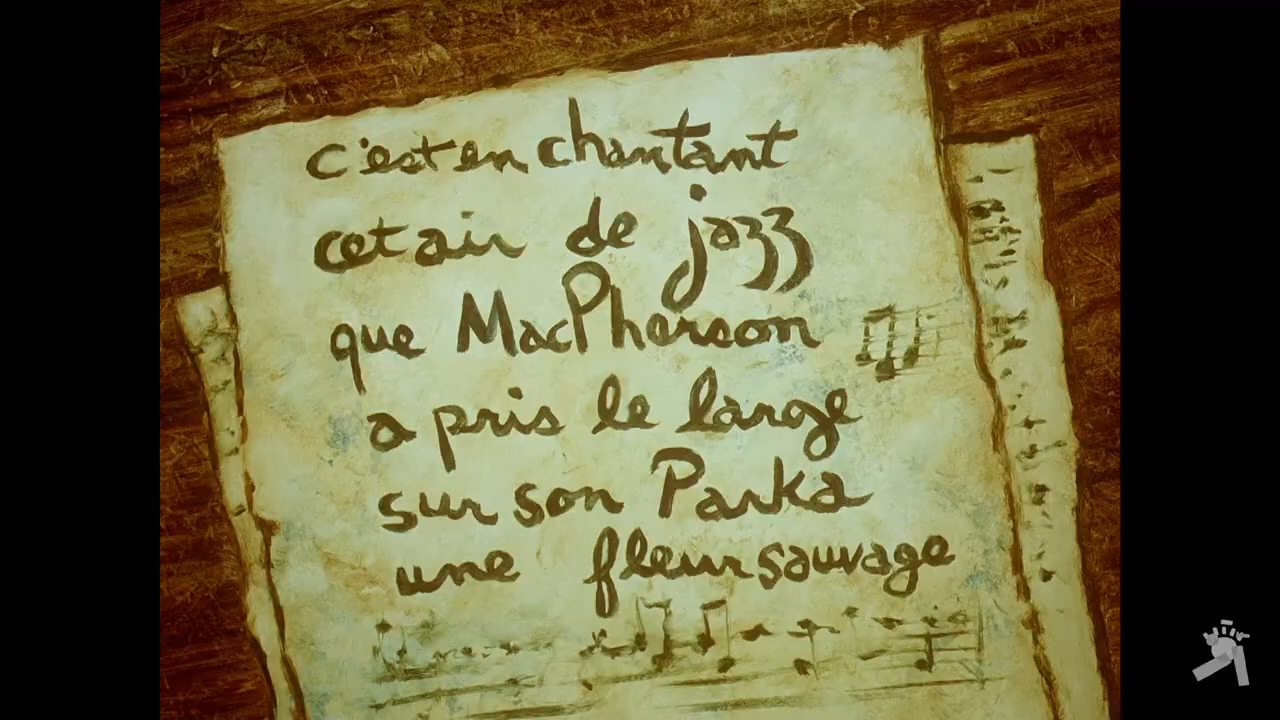 c'est en chantant
cet air de jazz
que MacPherson
a pris le large
sur son Parka
une fleur sauvage